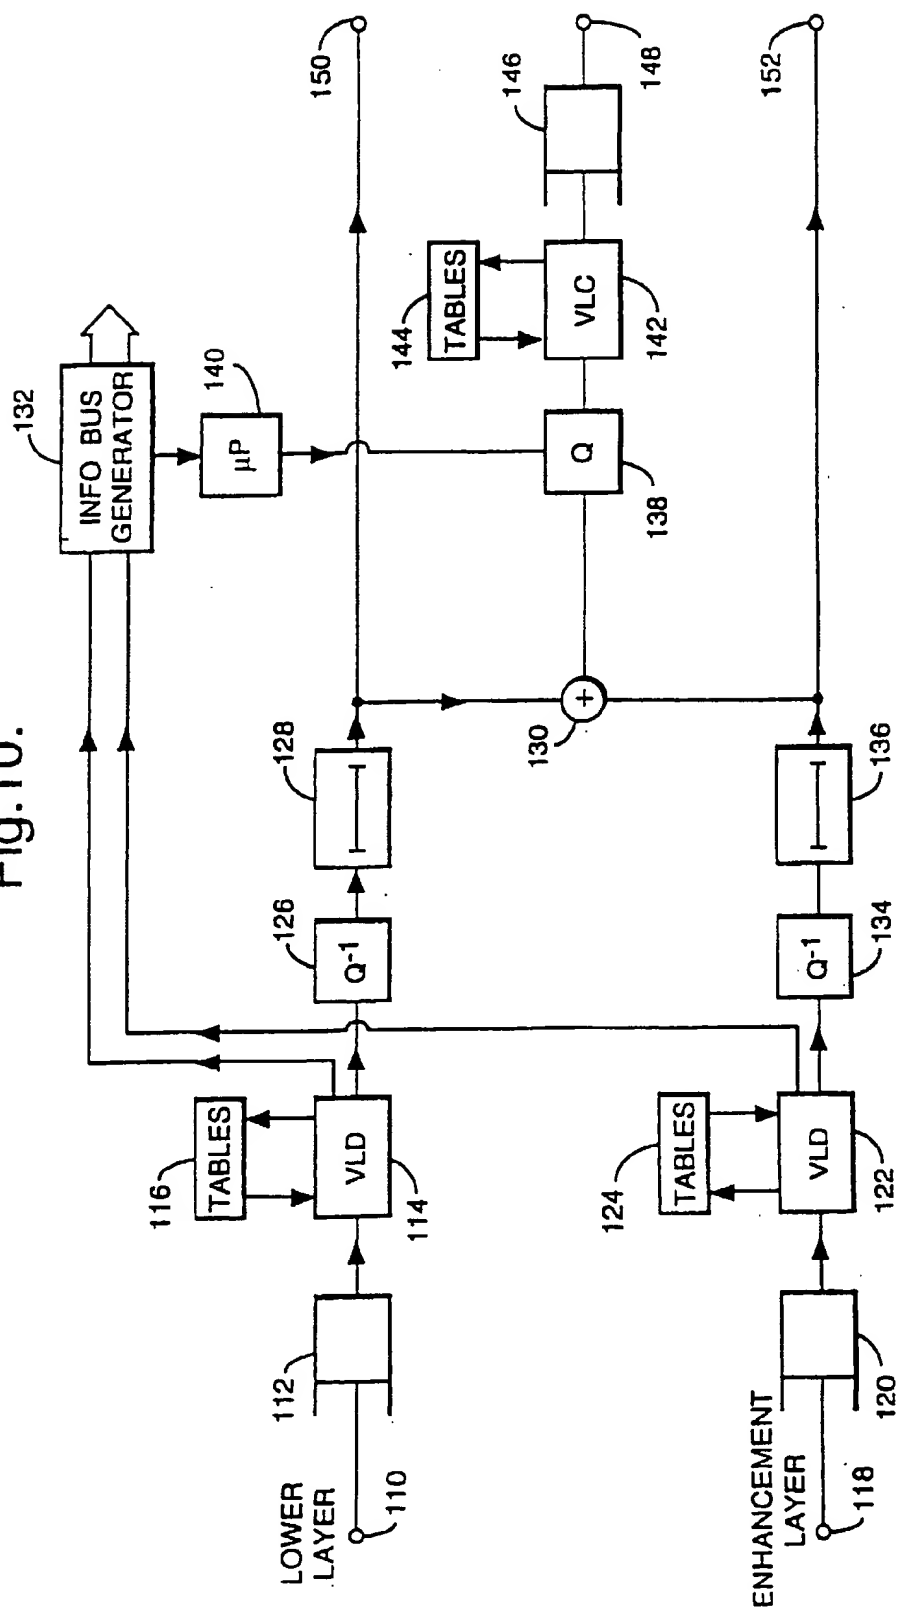 Fig.10.
132
INFO BUS
GENERATOR
140
μP
150
146
148
152
144
TABLES
VLC
142
Q
138
128
130
+
136
126
Q-1
134
Q-1
116
TABLES
VLD
114
124
TABLES
VLD
122
112
120
LOWER
LAYER
110
ENHANCEMENT
LAYER
118